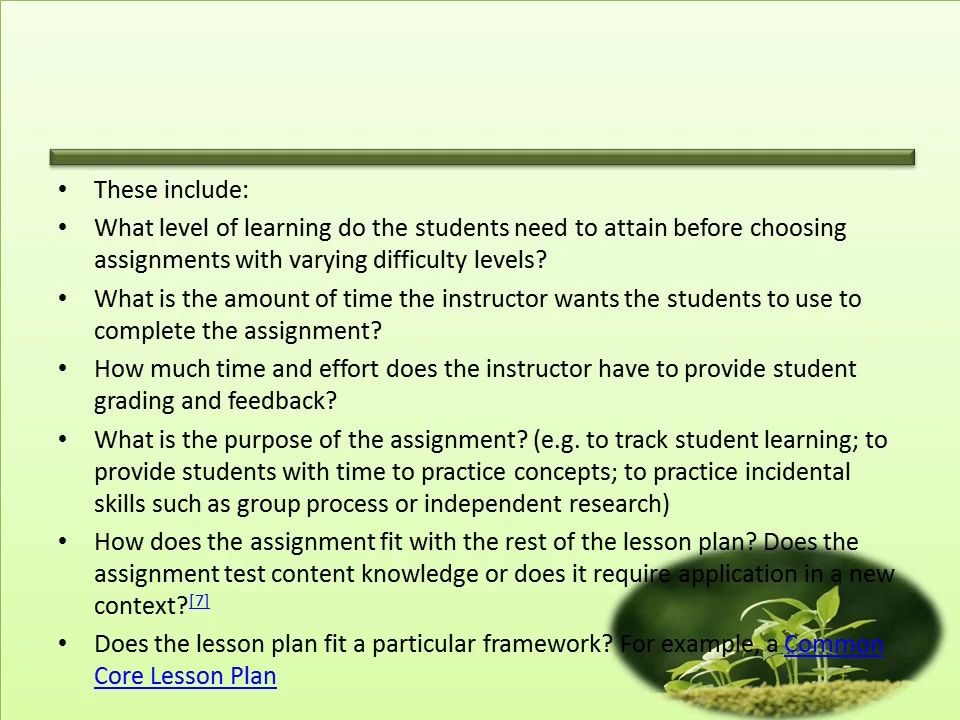 • These include:
• What level of learning do the students need to attain before choosing
assignments with varying difficulty levels?
• What is the amount of time the instructor wants the students to use to
complete the assignment?
• How much time and effort does the instructor have to provide student
grading and feedback?
• What is the purpose of the assignment? (e.g. to track student learning; to
provide students with time to practice concepts; to practice incidental
skills such as group process or independent research)
• How does the assignment fit with the rest of the lesson plan? Does the
assignment test content knowledge or does it require application in a new
context?[7]
• Does the lesson plan fit a particular framework? For example, a Common
Core Lesson Plan